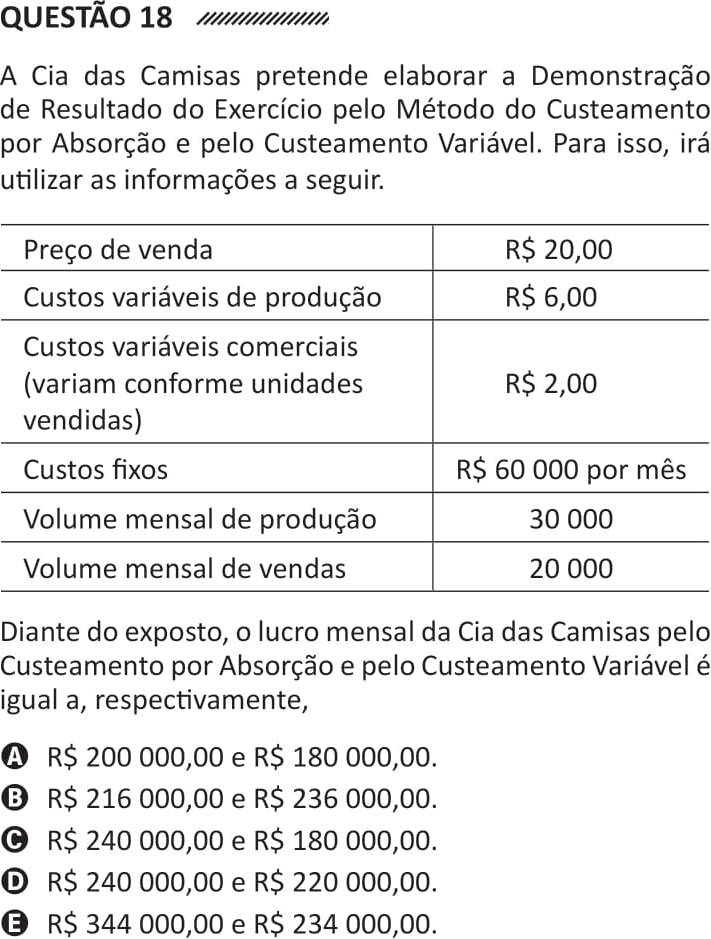 QUESTÃO 18
A Cia das Camisas pretende elaborar a Demonstração
de Resultado do Exercício pelo Método do Custeamento
por Absorção e pelo Custeamento Variável. Para isso, irá
utilizar as informações a seguir.
Preço de venda R$ 20,00
Custos variáveis de produção R$ 6,00
Custos variáveis comerciais
(variam conforme unidades R$ 2,00
vendidas)
Custos fixos R$ 60 000 por mês
Volume mensal de produção 30 000
Volume mensal de vendas 20 000
Diante do exposto, o lucro mensal da Cia das Camisas pelo
Custeamento por Absorção e pelo Custeamento Variável é
igual a, respectivamente,
A R$ 200 000,00 e R$ 180 000,00.
B R$ 216 000,00 e R$ 236 000,00.
C R$ 240 000,00 e R$ 180 000,00.
D R$ 240 000,00 e R$ 220 000,00.
E R$ 344 000,00 e R$ 234 000,00.